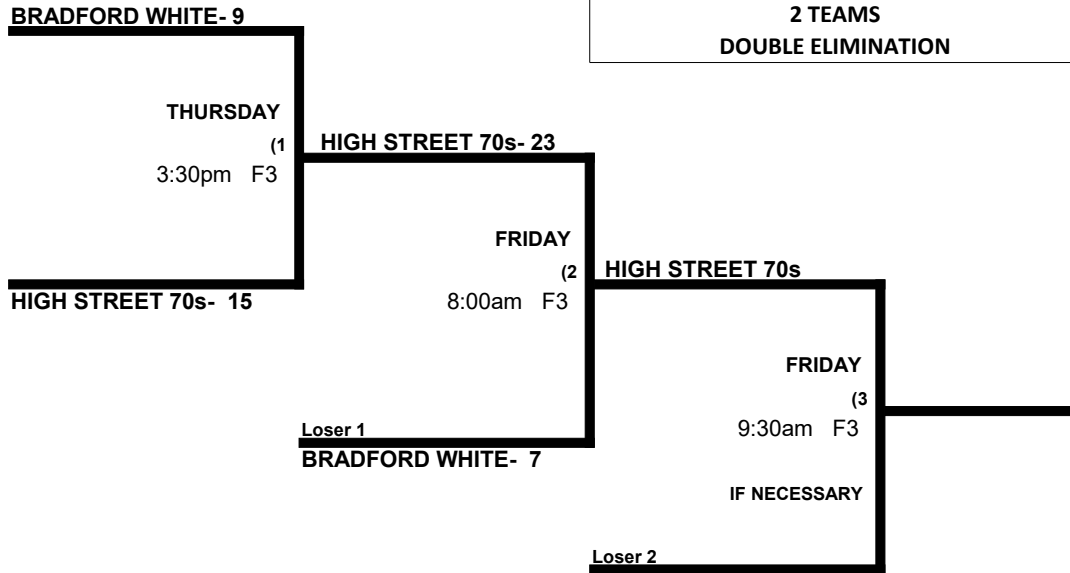 BRADFORD WHITE- 9
2 TEAMS
DOUBLE ELIMINATION
THURSDAY
(1
3:30pm F3
HIGH STREET 70s- 23
HIGH STREET 70s- 15
FRIDAY
(2
8:00am F3
HIGH STREET 70s
Loser 1
BRADFORD WHITE- 7
FRIDAY
(3
9:30am F3
IF NECESSARY
Loser 2